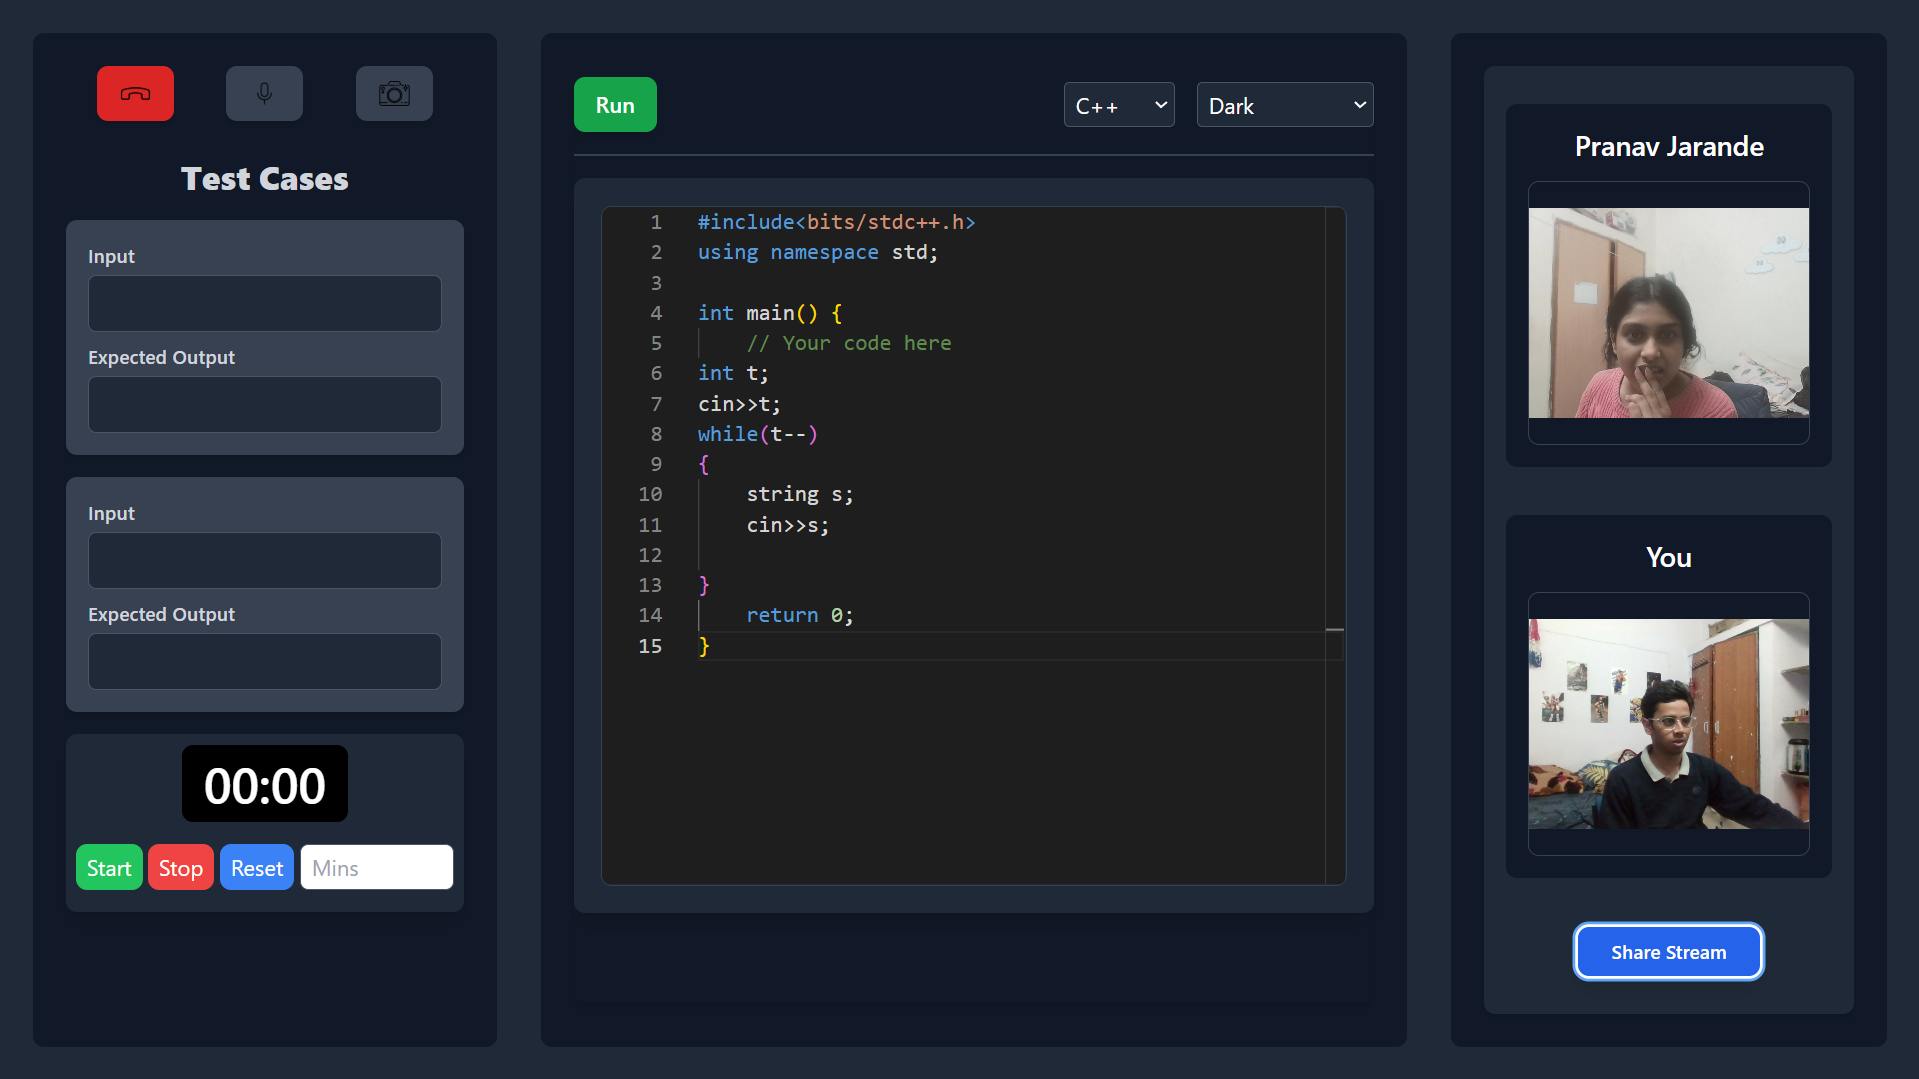 Test Cases
Input
Expected Output
Input
Expected Output
00:00
Start Stop Reset Mins
Run C++ Dark
1 #include<bits/stdc++.h>
2 using namespace std;
3
4 int main() {
5 // Your code here
6 int t;
7 cin>>t;
8 while(t--)
9 {
10 string s;
11 cin>>s;
12
13 }
14 return 0;
15 }
Pranav Jarande
You
Share Stream